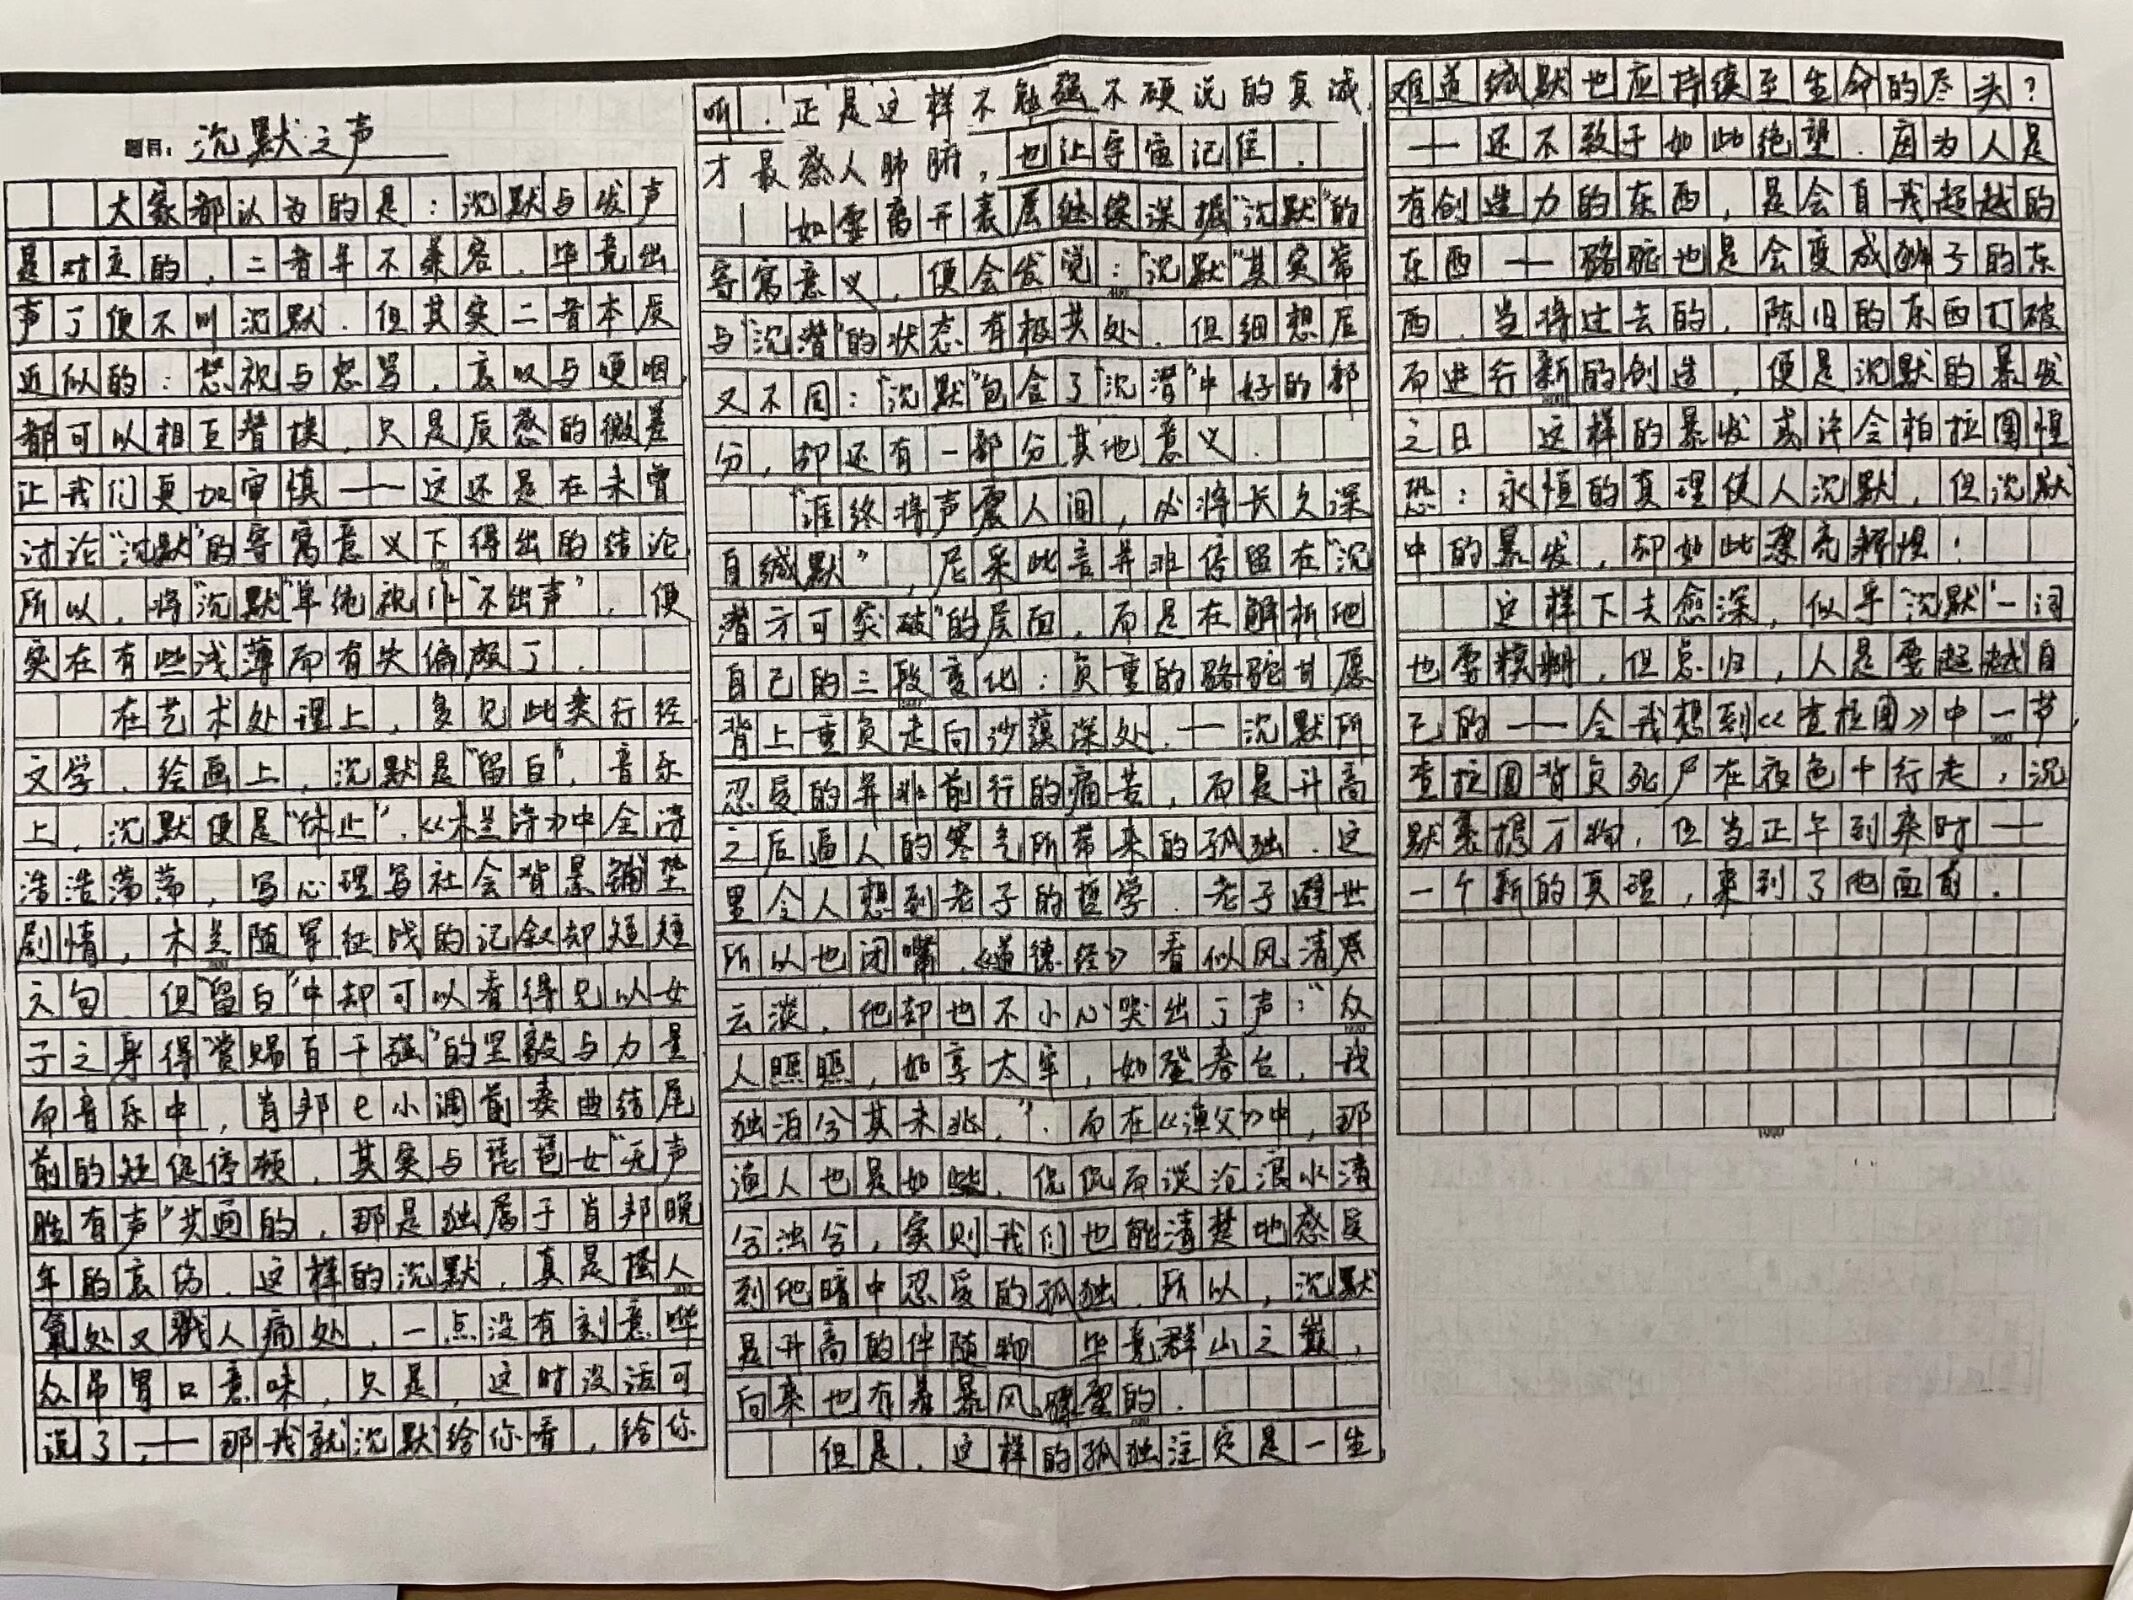 题目：沉默之声
大家都认为的是：沉默与发声
是对立的，二者并不兼容．毕竟出
声了便不叫沉默．但其实二者本质
近似的：怒视与怒骂，哀叹与哽咽，
都可以相互替换，只是质感的微差
让我们更加审慎——这还是在未曾
讨论“沉默”的寄寓意义下得出的结论．
所以，将“沉默”单纯视作“不出声”，便
实在有些浅薄而有失偏颇了．
在艺术处理上，多见此类行经．
文学、绘画上，沉默是“留白”，音乐
上，沉默便是“休止”．《木兰诗》中全诗
浩浩荡荡，写心理写社会背景铺垫
剧情，木兰随军征战的记叙却短短
六句．但“留白”中却可以看得见以女
子之身得“赏赐百千强”的坚毅与力量．
而音乐中，肖邦e小调前奏曲结尾
前的短促停顿，其实与琵琶女“无声
胜有声”共通的，那是独属于肖邦晚
年的哀伤．这样的沉默，真是搔人
氧处又戳人痛处，一点没有刻意哗
众吊胃口意味，只是，这时没话可
说了，——那我就沉默给你看，给你
听．正是这样不勉强不硬说的真诚，
才最感人肺腑，也让宇宙记住．
如要离开表层继续深掘“沉默”的
寄寓意义，便会发觉：“沉默”其实常
与“沉潜”的状态有极共处．但细想后
又不同：“沉默”包含了“沉潜”中好的部
分，却还有一部分其他意义．
“谁终将声震人间，必将长久深
自缄默”，尼采此言并非停留在“沉
潜方可突破”的层面，而是在解析他
自己的三段变化：负重的骆驼甘愿
背上重负走向沙漠深处．——沉默所
忍受的并非前行的痛苦，而是升高
之后逼人的寒气所带来的孤独．这
里令人想到老子的哲学．老子避世
所以也闭嘴．《道德经》看似风清
云淡，他却也不小心哭出了声：“众
人熙熙，如享太牢，如登春台，我
独泊兮其未兆，”．而在《渔父》中，那
渔人也是如此，侃侃而谈沧浪水清
兮浊兮，实则我们也能清楚地感受
到他暗中忍受的孤独．所以，沉默
是升高的伴随物．毕竟群山之巅，
向来也有着暴风的．
但是，这样的孤独注定是一生，
难道缄默也应持续至生命的尽头？
——还不致于如此绝望．因为人是
有创造力的东西，是会自我超越的
东西——骆驼也是会变成狮子的东
西．当将过去的，陈旧的东西打破
而进行新的创造，便是沉默的暴发
之日．这样的暴发或许会柏拉图惶
恐：永恒的真理使人沉默，但沉默
中的暴发，却如此漂亮！
这样下去愈深，似乎“沉默”一词
也要模糊，但总归，人是要超越自
己的——令我想到《查拉图》中一节，
查拉图背负死尸在夜色中行走，沉
默裹挟万物，但当正午到来时——
一个新的真理，来到了他面前．